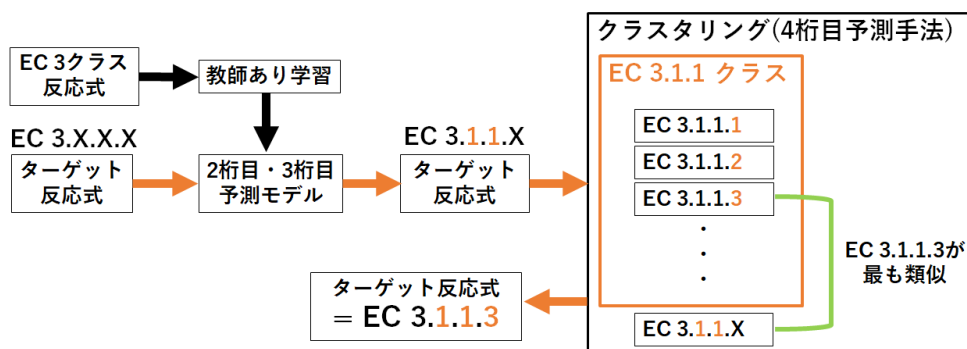 EC 3クラス
反応式
教師あり学習
EC 3.X.X.X
ターゲット
反応式
2桁目・3桁目
予測モデル
EC 3.1.1.X
ターゲット
反応式
クラスタリング(4桁目予測手法)
EC 3.1.1 クラス
EC 3.1.1.1
EC 3.1.1.2
EC 3.1.1.3
・
・
・
EC 3.1.1.X
EC 3.1.1.3が
最も類似
ターゲット反応式
= EC 3.1.1.3